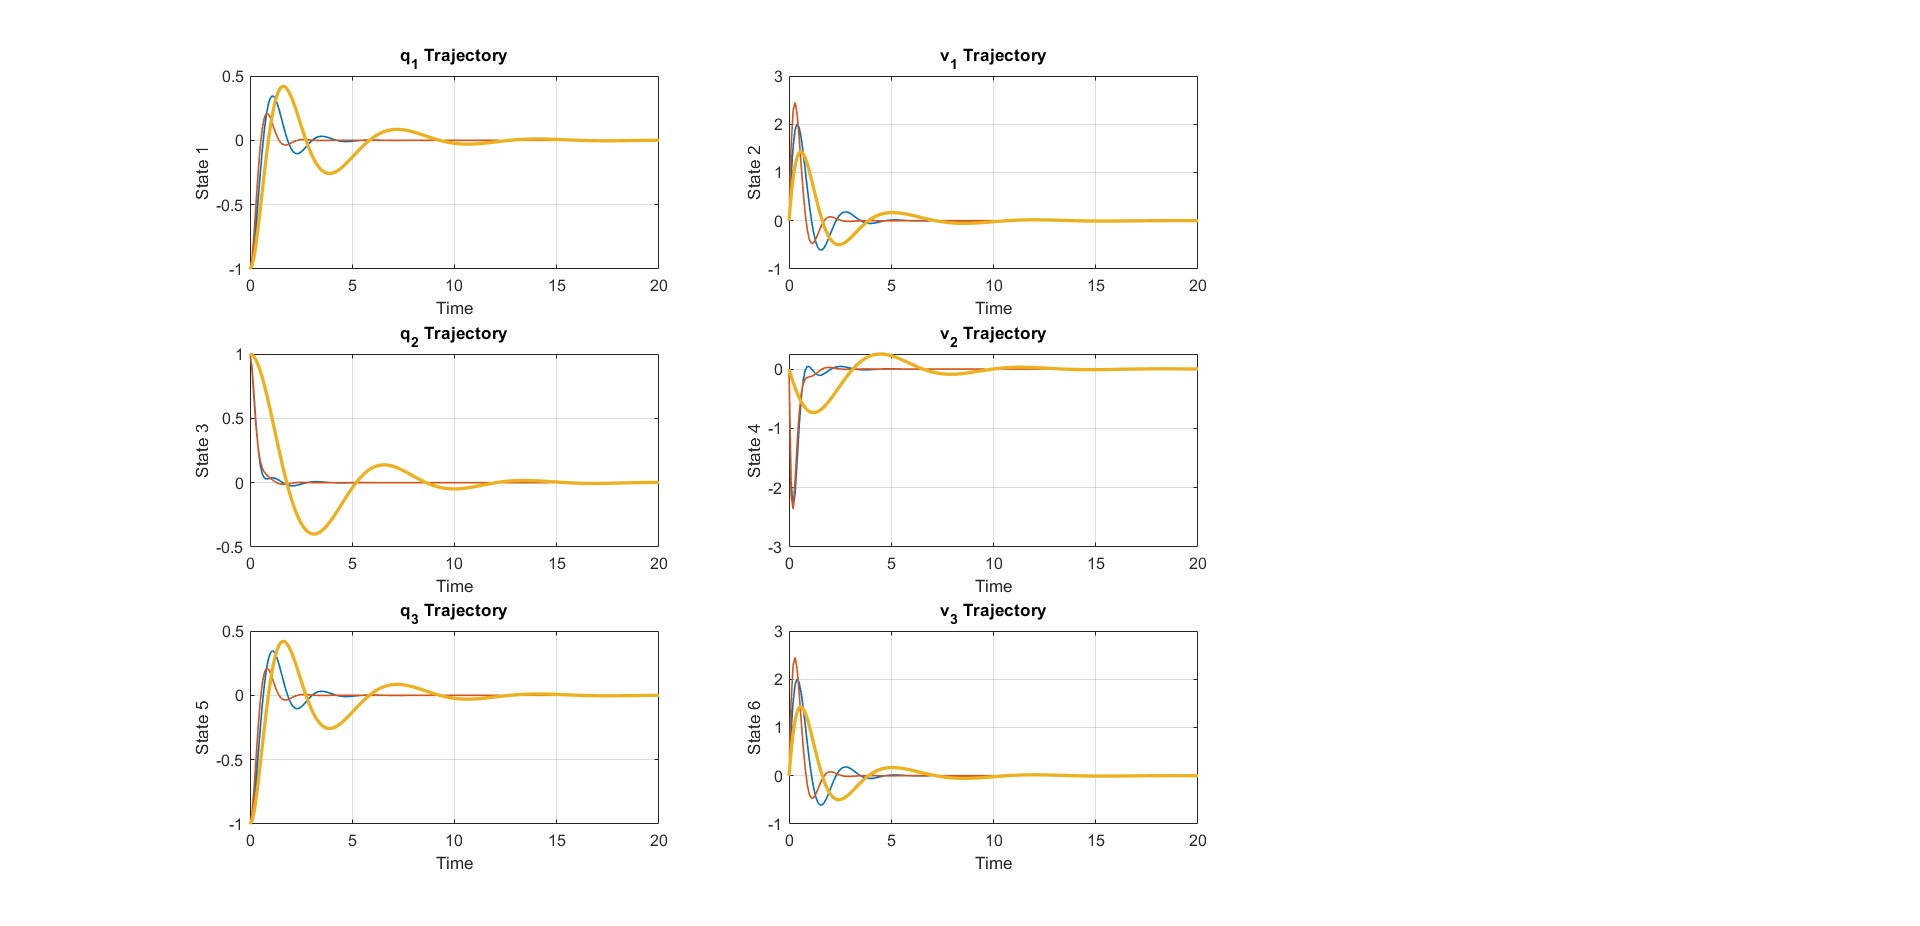 q1 Trajectory
0.5
0
-0.5
-1
State 1
0 5 10 15 20
Time
v1 Trajectory
3
2
1
0
-1
State 2
0 5 10 15 20
Time
q2 Trajectory
1
0.5
0
-0.5
State 3
0 5 10 15 20
Time
v2 Trajectory
0
-1
-2
-3
State 4
0 5 10 15 20
Time
q3 Trajectory
0.5
0
-0.5
-1
State 5
0 5 10 15 20
Time
v3 Trajectory
3
2
1
0
-1
State 6
0 5 10 15 20
Time